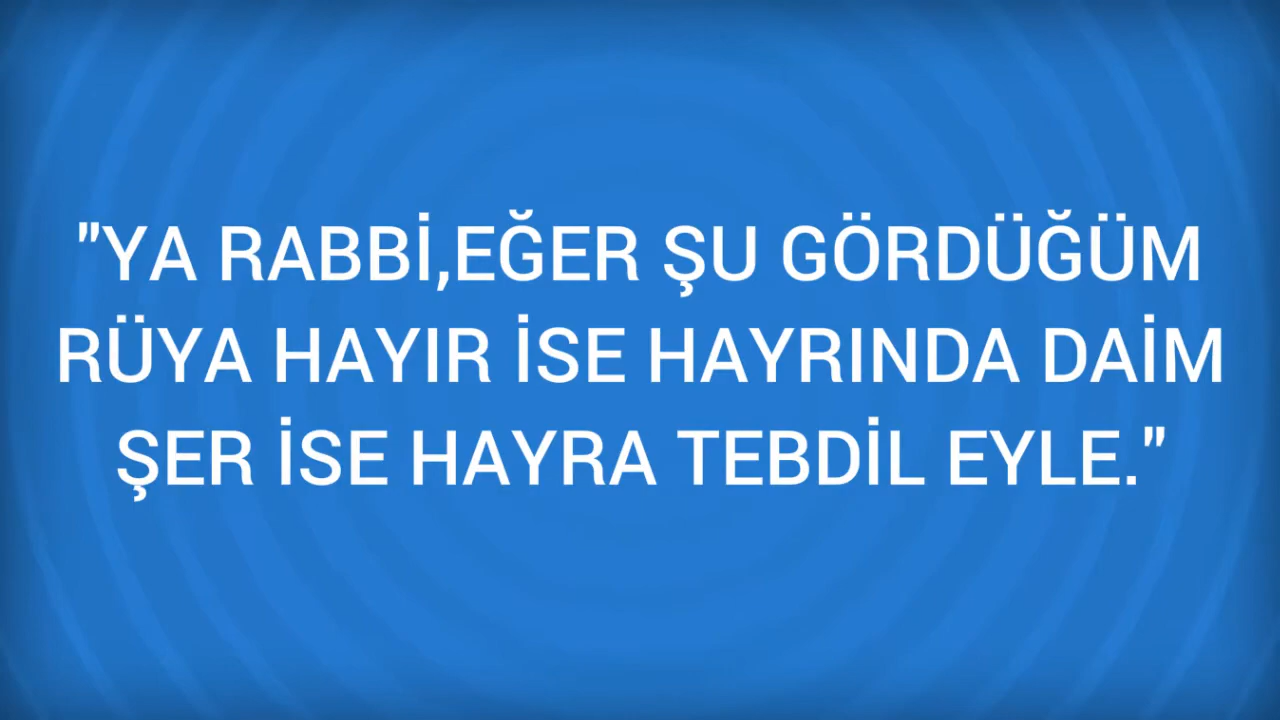 "YA RABBİ,EĞER ŞU GÖRDÜĞÜM
RÜYA HAYIR İSE HAYRINDA DAİM
ŞER İSE HAYRA TEBDİL EYLE."